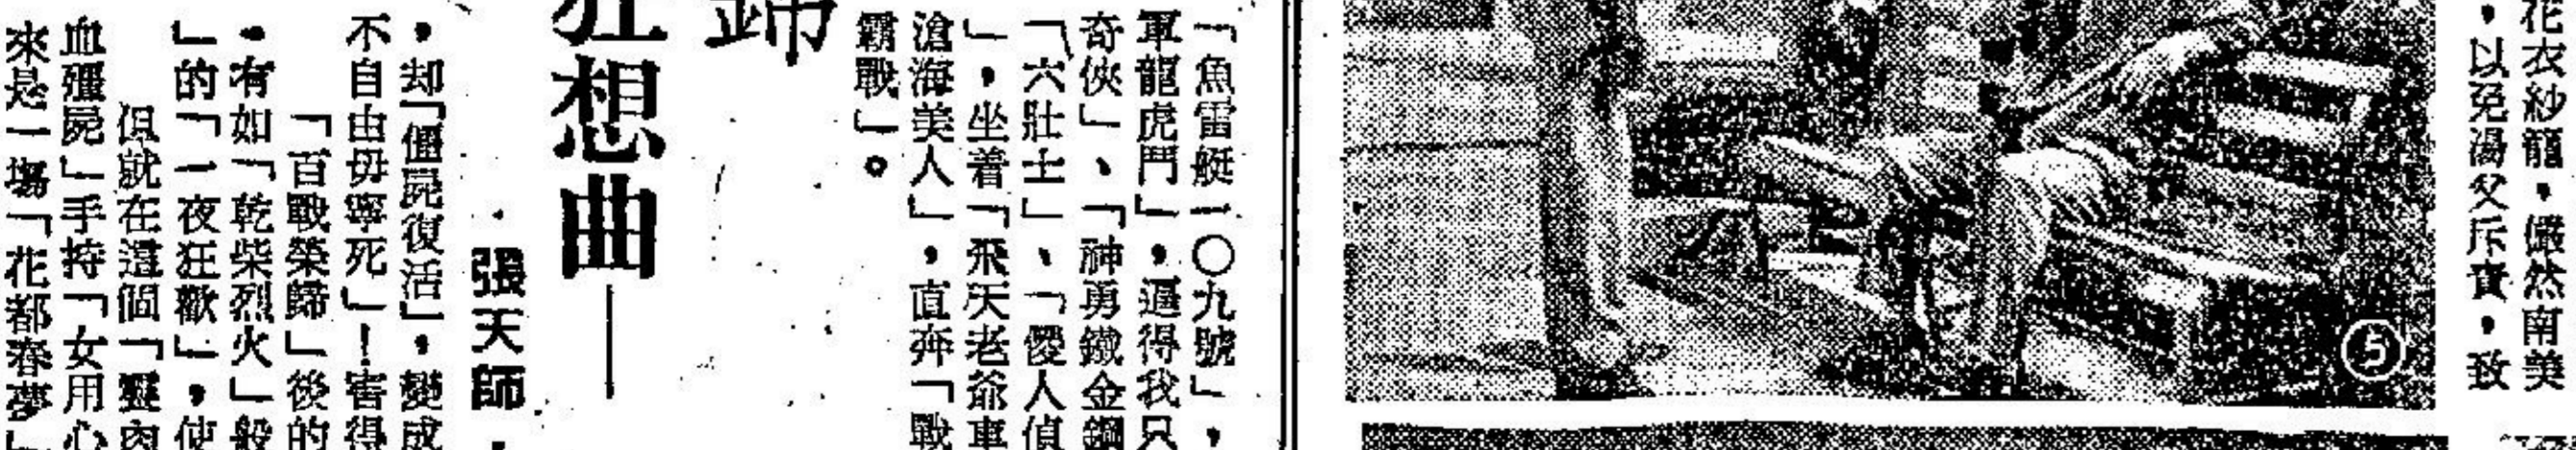 花衣紗籠，儼然南美
，以免湯父斥責，致
⑤
「魚雷艇一〇九號」，
軍龍虎鬥」，逼得我只
奇俠」、「神勇鐵金鋼
「六壯士」、「儍人偵
」，坐着「飛天老爺車
滄海美人」，直奔「戰
霸戰」。
狂想曲——
·張天師·
，却「僵屍復活」，變成
不自由毋寧死」！害得
「百戰榮歸」後的
，有如「乾柴烈火」般
」的「一夜狂歡」，使
但就在這個「靈肉
血殭屍」手持「女用心
來是一場「花都春夢」